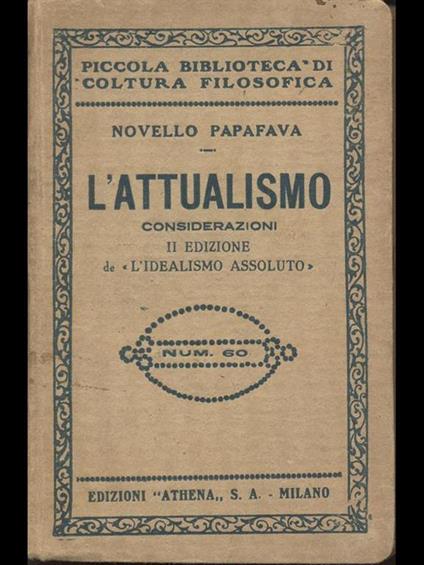 PICCOLA BIBLIOTECA DI
COLTURA FILOSOFICA
NOVELLO PAPAFAVA
L'ATTUALISMO
CONSIDERAZIONI
II EDIZIONE
de «L'IDEALISMO ASSOLUTO»
NUM. 60
EDIZIONI "ATHENA„ S. A. - MILANO